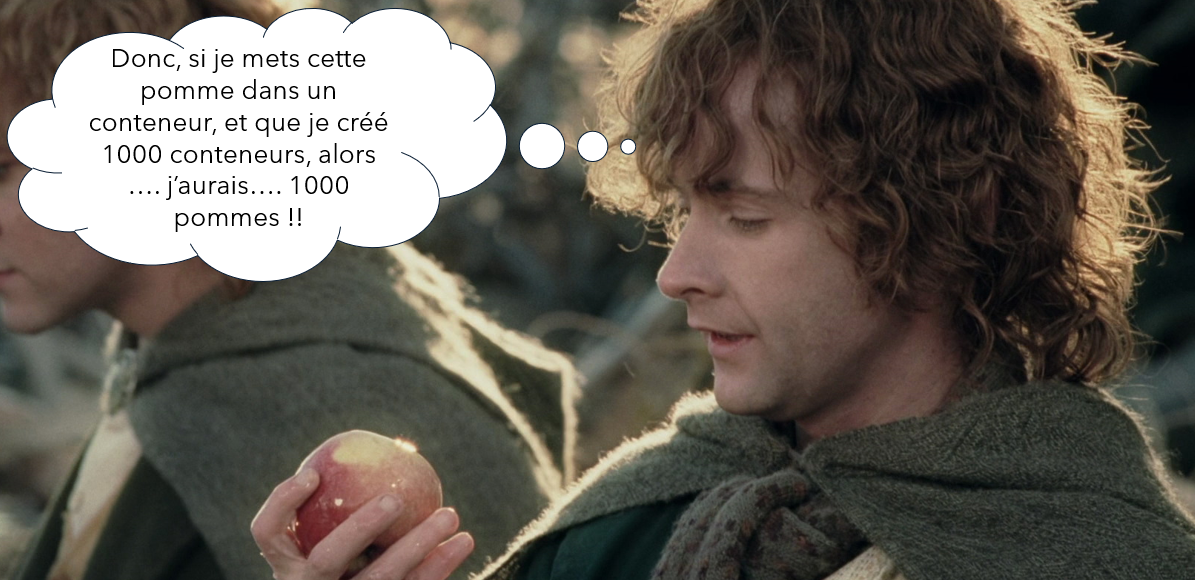 Donc, si je mets cette
pomme dans un
conteneur, et que je créé
1000 conteneurs, alors
…. j’aurais…. 1000
pommes !!